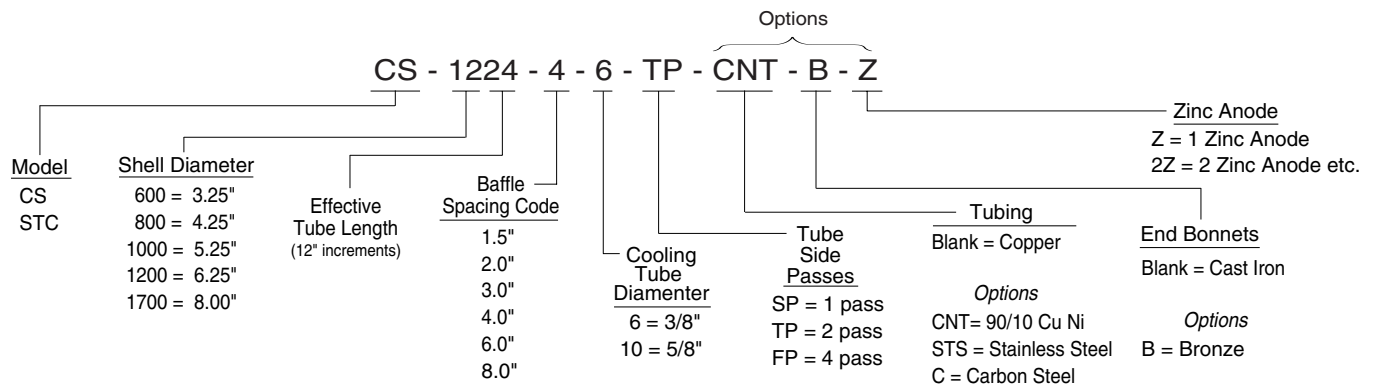 Options
CS - 1224 - 4 - 6 - TP - CNT - B - Z
Model
CS
STC
Shell Diameter
600 = 3.25"
800 = 4.25"
1000 = 5.25"
1200 = 6.25"
1700 = 8.00"
Effective
Tube Length
(12" increments)
Baffle
Spacing Code
1.5"
2.0"
3.0"
4.0"
6.0"
8.0"
Cooling
Tube
Diamenter
6 = 3/8"
10 = 5/8"
Tube
Side
Passes
SP = 1 pass
TP = 2 pass
FP = 4 pass
Tubing
Blank = Copper
Options
CNT= 90/10 Cu Ni
STS = Stainless Steel
C = Carbon Steel
End Bonnets
Blank = Cast Iron
Options
B = Bronze
Zinc Anode
Z = 1 Zinc Anode
2Z = 2 Zinc Anode etc.